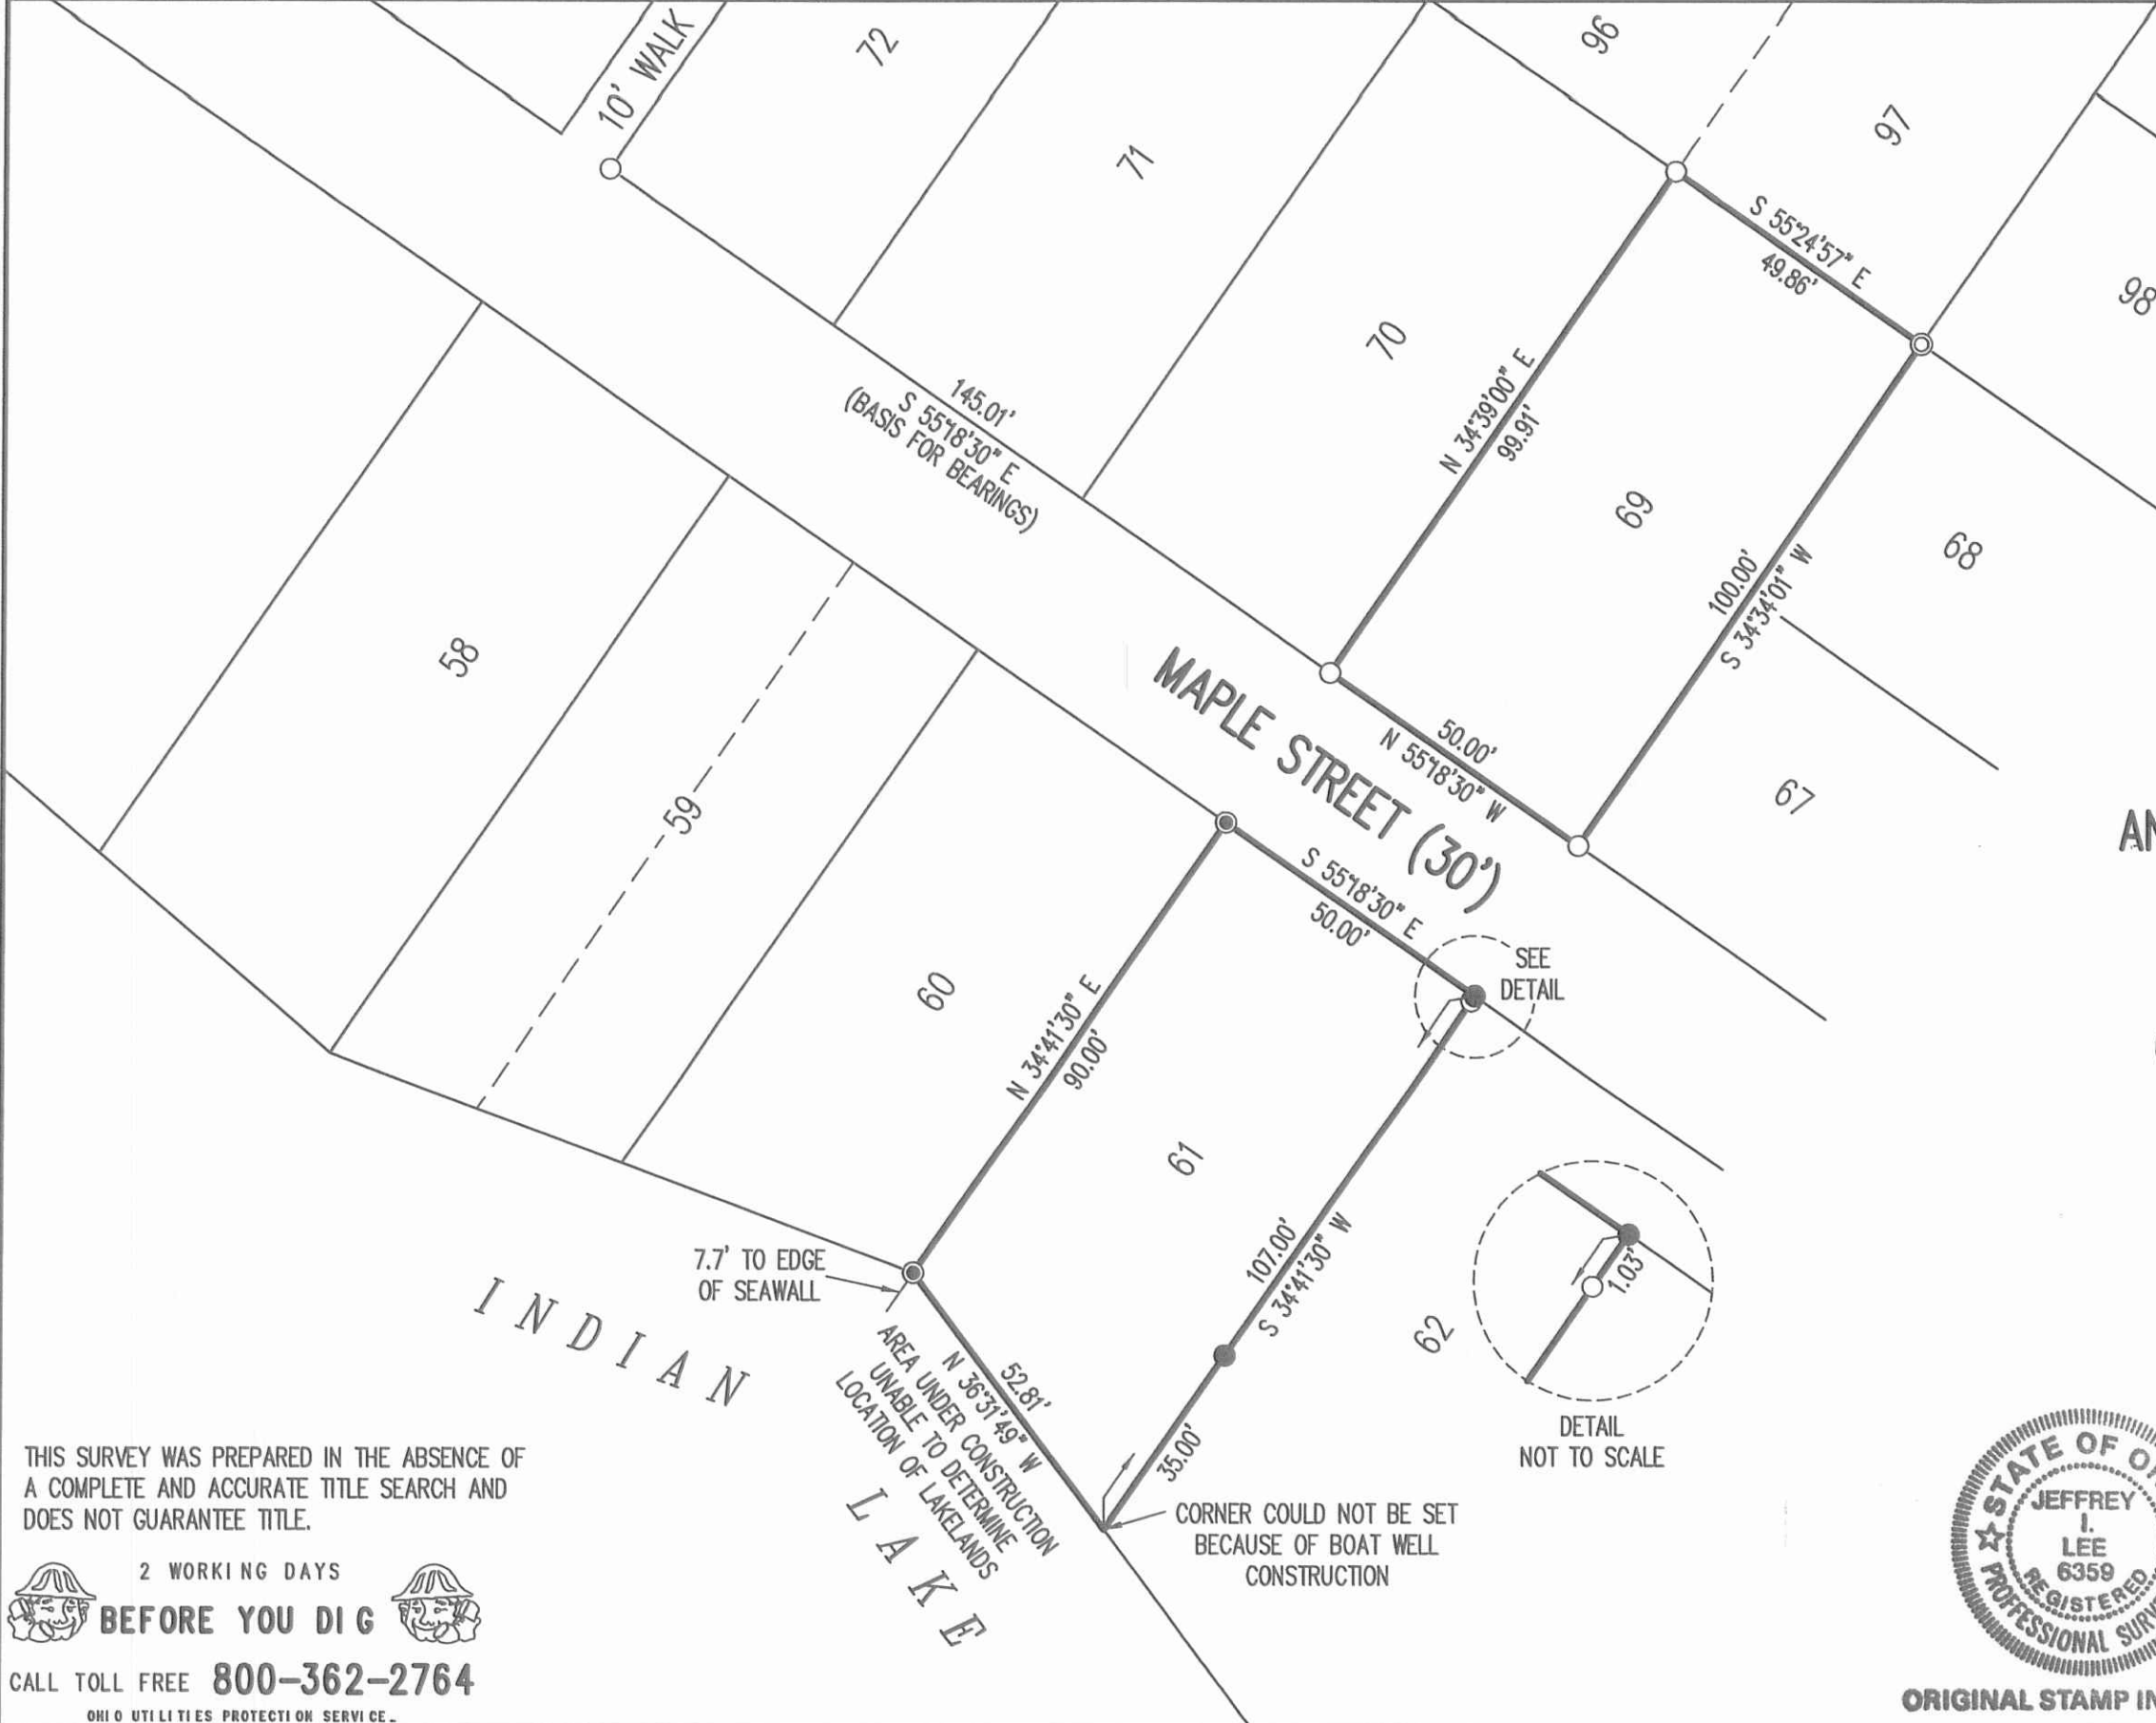 10' WALK
72
71
70
96
97
98
S 55°24'57" E
49.86'
N 34°39'00" E
99.91'
69
68
100.00'
S 34°34'01" W
67
145.01'
S 55°18'30" E
(BASIS FOR BEARINGS)
50.00'
N 55°18'30" W
MAPLE STREET (30')
58
59
60
S 55°18'30" E
50.00'
SEE
DETAIL
N 34°41'30" E
90.00'
61
107.00'
S 34°41'30" W
62
1.03'
DETAIL
NOT TO SCALE
7.7' TO EDGE
OF SEAWALL
52.81'
N 36°31'49" W
AREA UNDER CONSTRUCTION
UNABLE TO DETERMINE
LOCATION OF LAKELANDS
35.00'
CORNER COULD NOT BE SET
BECAUSE OF BOAT WELL
CONSTRUCTION
INDIAN
LAKE
THIS SURVEY WAS PREPARED IN THE ABSENCE OF
A COMPLETE AND ACCURATE TITLE SEARCH AND
DOES NOT GUARANTEE TITLE.
2 WORKING DAYS
BEFORE YOU DIG
CALL TOLL FREE 800-362-2764
OHIO UTILITIES PROTECTION SERVICE.
STATE OF
JEFFREY
I.
LEE
6359
REGISTERED
PROFESSIONAL
ORIGINAL STAMP